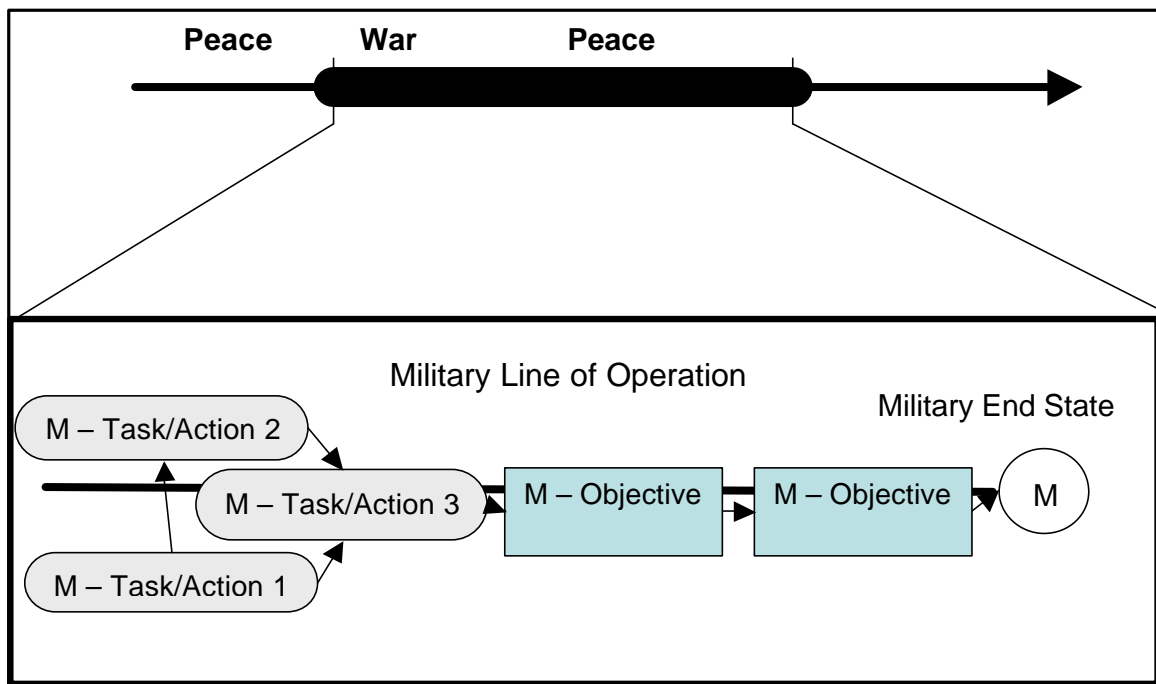 Peace War Peace
Military Line of Operation
Military End State
M – Task/Action 2
M – Task/Action 3
M – Objective
M – Objective
M
M – Task/Action 1